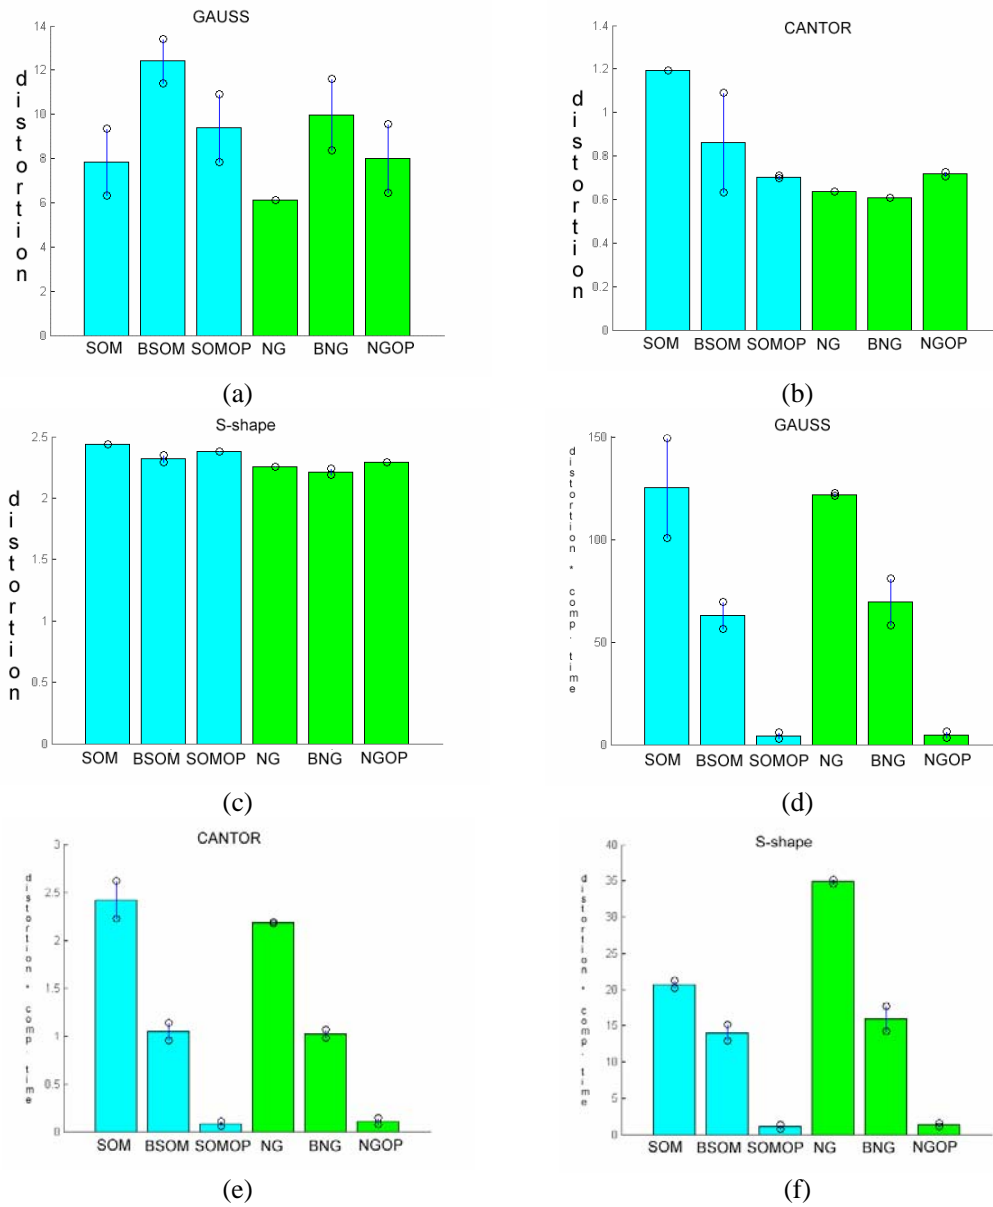 GAUSS
distortion
14
12
10
8
6
4
2
0
SOM BSOM SOMOP NG BNG NGOP
(a)
CANTOR
distortion
1.4
1.2
1
0.8
0.6
0.4
0.2
0
SOM BSOM SOMOP NG BNG NGOP
(b)
S-shape
distortion
2.5
2
1.5
1
0.5
0
SOM BSOM SOMOP NG BNG NGOP
(c)
GAUSS
distortion * comp. time
150
100
50
0
SOM BSOM SOMOP NG BNG NGOP
(d)
CANTOR
distortion * comp. time
3
2.5
2
1.5
1
0.5
0
SOM BSOM SOMOP NG BNG NGOP
(e)
S-shape
distortion * comp. time
40
35
30
25
20
15
10
5
0
SOM BSOM SOMOP NG BNG NGOP
(f)